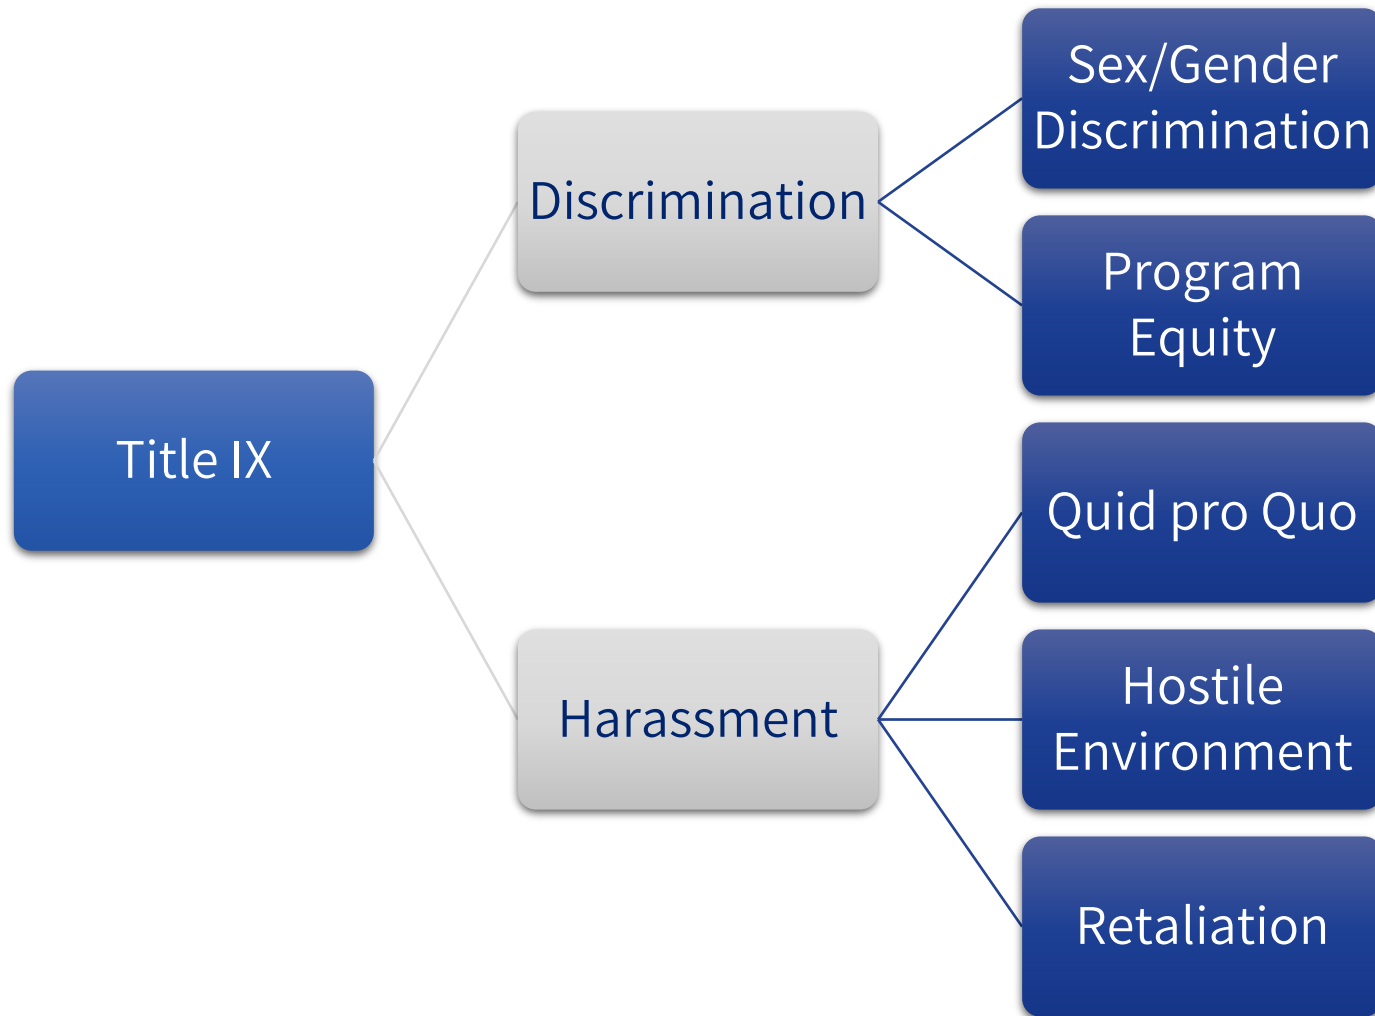 Title IX
Discrimination
Sex/Gender
Discrimination
Program
Equity
Harassment
Quid pro Quo
Hostile
Environment
Retaliation